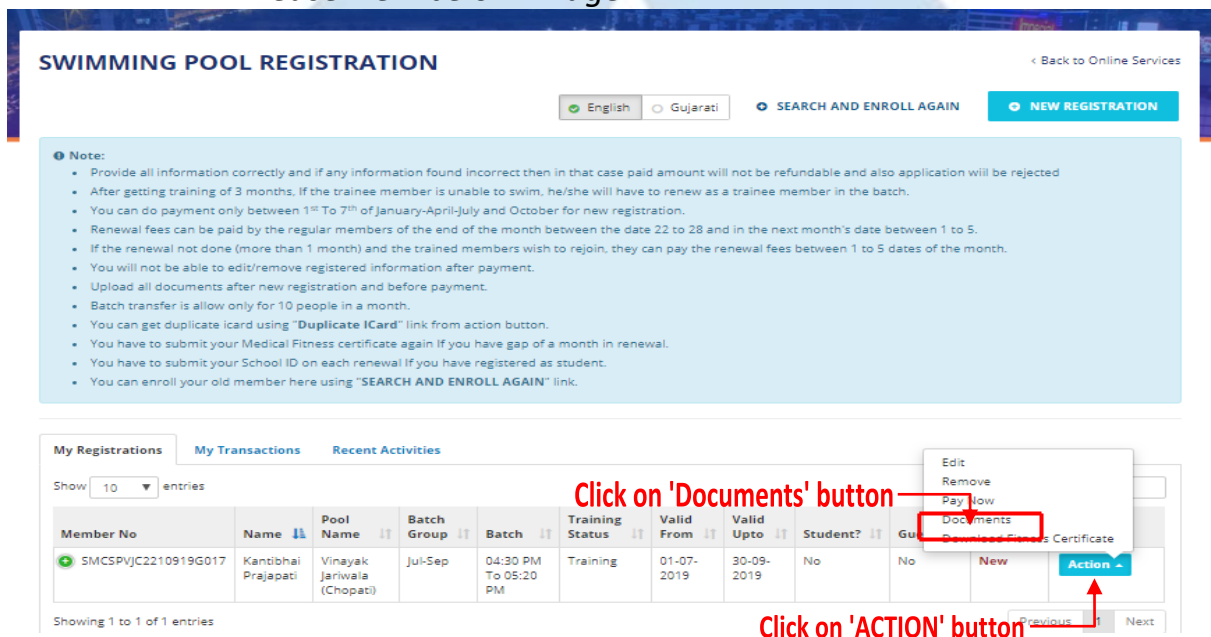 SWIMMING POOL REGISTRATION
< Back to Online Services
English
Gujarati
SEARCH AND ENROLL AGAIN
NEW REGISTRATION
Note:
• Provide all information correctly and if any information found incorrect then in that case paid amount will not be refundable and also application will be rejected
• After getting training of 3 months, If the trainee member is unable to swim, he/she will have to renew as a trainee member in the batch.
• You can do payment only between 1st To 7th of January-April-July and October for new registration.
• Renewal fees can be paid by the regular members of the end of the month between the date 22 to 28 and in the next month's date between 1 to 5.
• If the renewal not done (more than 1 month) and the trained members wish to rejoin, they can pay the renewal fees between 1 to 5 dates of the month.
• You will not be able to edit/remove registered information after payment.
• Upload all documents after new registration and before payment.
• Batch transfer is allow only for 10 people in a month.
• You can get duplicate icard using "Duplicate ICard" link from action button.
• You have to submit your Medical Fitness certificate again If you have gap of a month in renewal.
• You have to submit your School ID on each renewal If you have registered as student.
• You can enroll your old member here using "SEARCH AND ENROLL AGAIN" link.
My Registrations
My Transactions
Recent Activities
Show 10 entries
Edit
Remove
Pay Now
Documents
Download Fitness Certificate
Click on 'Documents' button
Member No
Name
Pool Name
Batch Group
Batch
Training Status
Valid From
Valid Upto
Student?
SMCSPVJC2210919G017
Kantibhai Prajapati
Vinayak Jariwala (Chopati)
Jul-Sep
04:30 PM To 05:20 PM
Training
01-07-2019
30-09-2019
No
No
New
Action
Showing 1 to 1 of 1 entries
Click on 'ACTION' button
Previous
1
Next